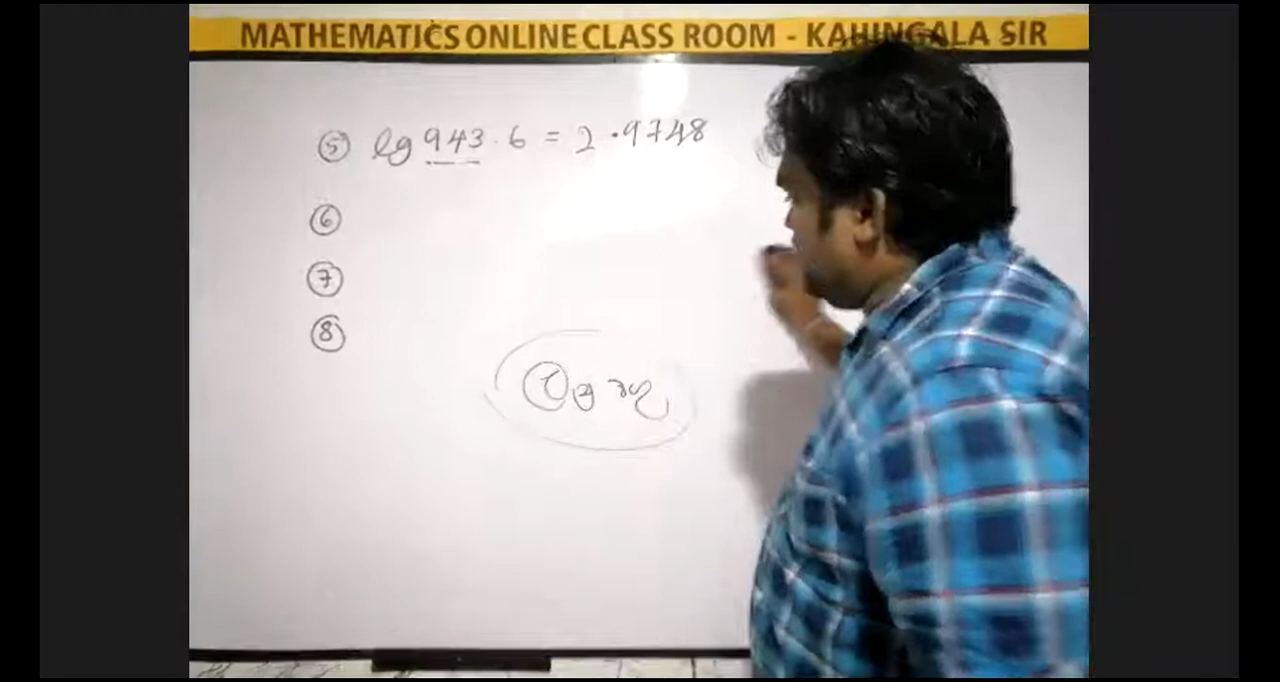 MATHEMATICS ONLINE CLASS ROOM - KAHINGALA SIR
⑤ lg 943.6 = 2.9748
⑥
⑦
⑧